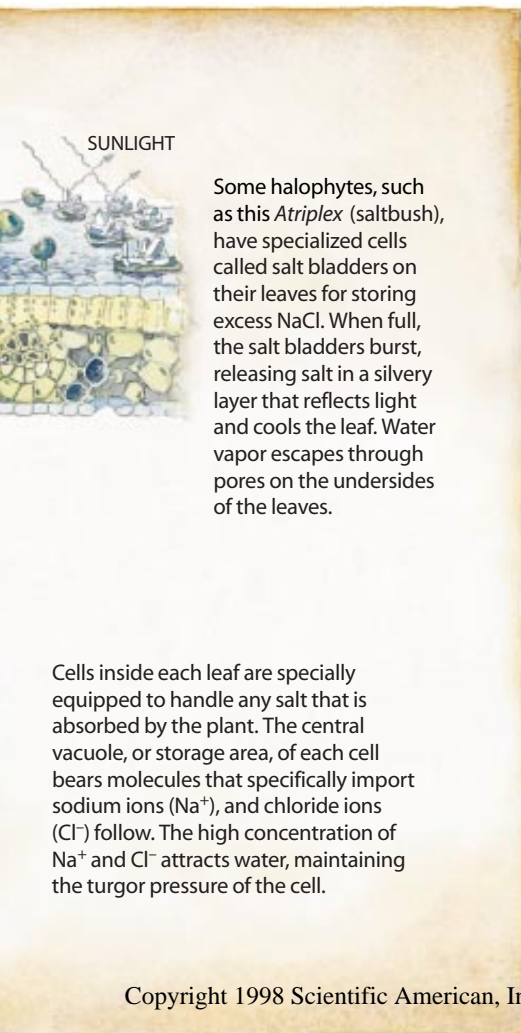 SUNLIGHT
Some halophytes, such
as this Atriplex (saltbush),
have specialized cells
called salt bladders on
their leaves for storing
excess NaCl. When full,
the salt bladders burst,
releasing salt in a silvery
layer that reflects light
and cools the leaf. Water
vapor escapes through
pores on the undersides
of the leaves.
Cells inside each leaf are specially
equipped to handle any salt that is
absorbed by the plant. The central
vacuole, or storage area, of each cell
bears molecules that specifically import
sodium ions (Na⁺), and chloride ions
(Cl⁻) follow. The high concentration of
Na⁺ and Cl⁻ attracts water, maintaining
the turgor pressure of the cell.
Copyright 1998 Scientific American,